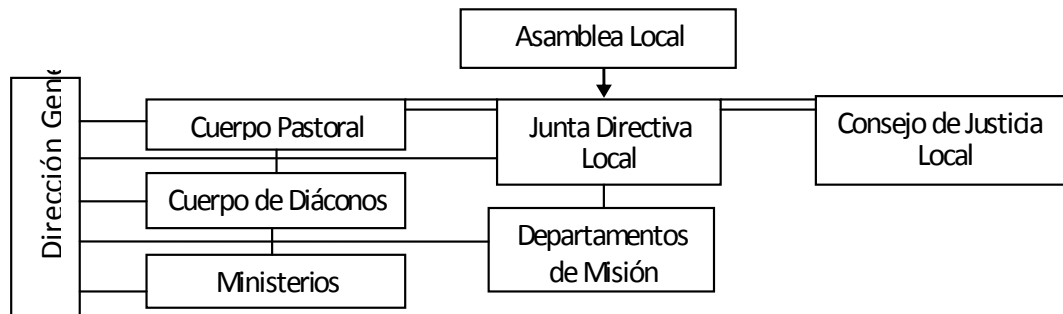 Asamblea Local
Dirección Gene
Cuerpo Pastoral
Junta Directiva
Local
Consejo de Justicia
Local
Cuerpo de Diáconos
Departamentos
de Misión
Ministerios